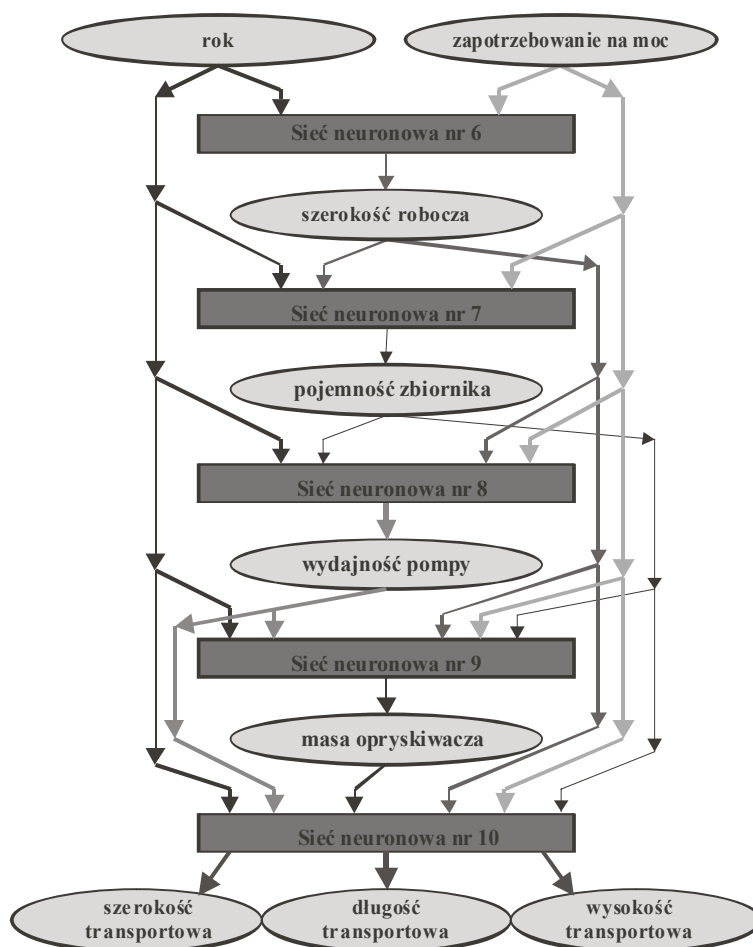 rok
zapotrzebowanie na moc
Sieć neuronowa nr 6
szerokość robocza
Sieć neuronowa nr 7
pojemność zbiornika
Sieć neuronowa nr 8
wydajność pompy
Sieć neuronowa nr 9
masa opryskiwacza
Sieć neuronowa nr 10
szerokość
transportowa
długość
transportowa
wysokość
transportowa